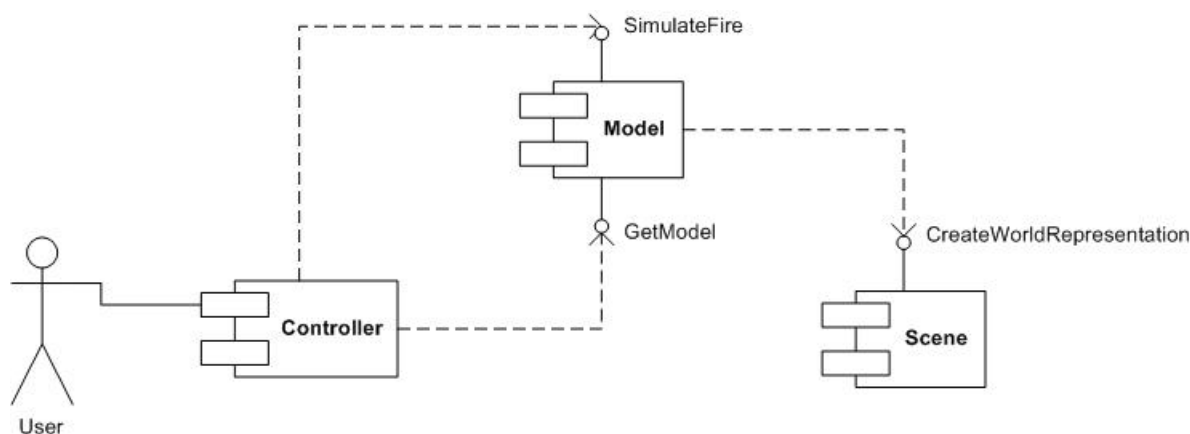 SimulateFire
Model
GetModel
CreateWorldRepresentation
Controller
Scene
User